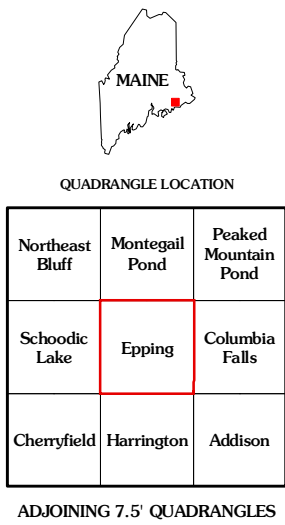 MAINE
QUADRANGLE LOCATION
Northeast
Bluff
Montegail
Pond
Peaked
Mountain
Pond
Schoodic
Lake
Epping
Columbia
Falls
Cherryfield
Harrington
Addison
ADJOINING 7.5' QUADRANGLES